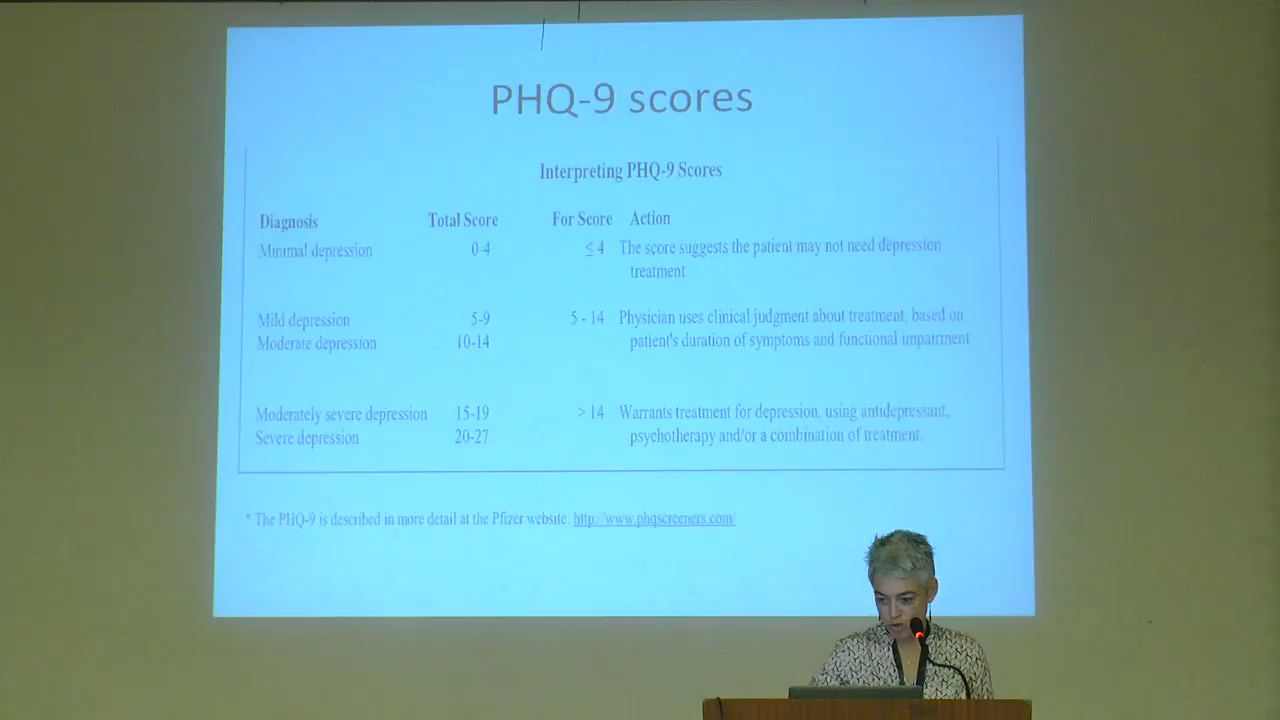 PHQ-9 scores
Interpreting PHQ-9 Scores
Diagnosis Total Score For Score Action
Minimal depression 0-4 ≤ 4 The score suggests the patient may not need depression
treatment
Mild depression 5-9 5 - 14 Physician uses clinical judgment about treatment, based on
Moderate depression 10-14 patient's duration of symptoms and functional impairment
Moderately severe depression 15-19 > 14 Warrants treatment for depression, using antidepressant,
Severe depression 20-27 psychotherapy and/or a combination of treatment.
* The PHQ-9 is described in more detail at the Pfizer website: http://www.phqscreeners.com/